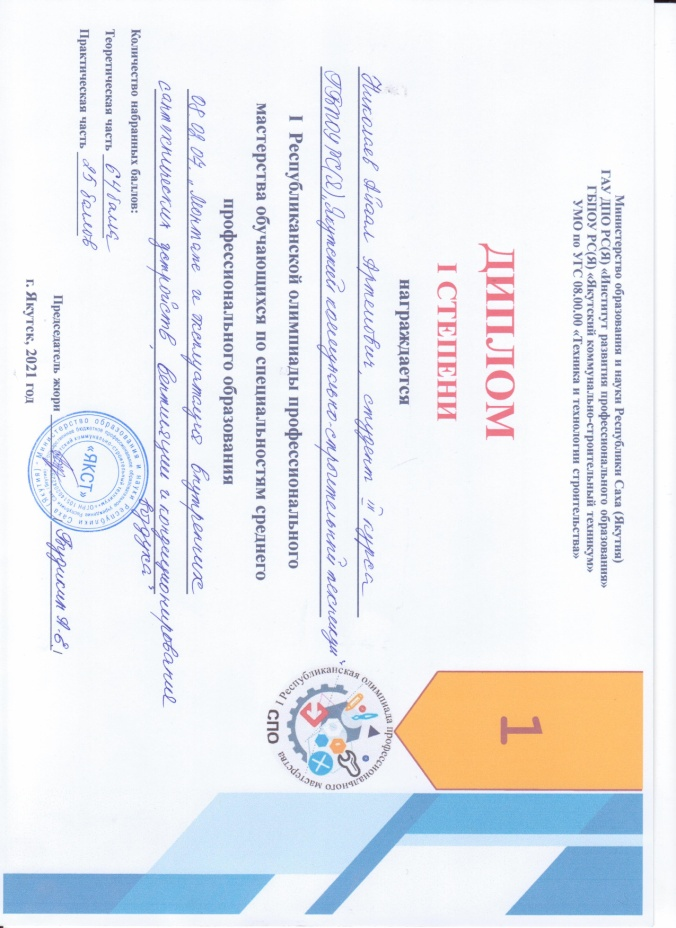 Министерство образования и науки Республики Саха (Якутия)
ГАУ ДПО РС(Я) «Институт развития профессионального образования»
ГБПОУ РС(Я) «Якутский коммунально-строительный техникум»
УМО по УГС 08.00.00 «Техника и технологии строительства»
ДИПЛОМ
I СТЕПЕНИ
награждается
Николаев Айаал Артемович, студент II курса
ГБПОУ РС(Я) Якутский коммунально-строительный техникум,
I Республиканской олимпиады профессионального
мастерства обучающихся по специальностям среднего
профессионального образования
08.02.07. „Монтаж и эксплуатация внутренних
сантехнических устройств, вентиляции и кондиционирования
воздуха"
Количество набранных баллов:
Теоретическая часть 64 балла
Практическая часть 25 баллов
Председатель жюри А.Е.
г. Якутск, 2021 год
«ЯКСТ»
1
I Республиканская олимпиада профессионального мастерства
СПО